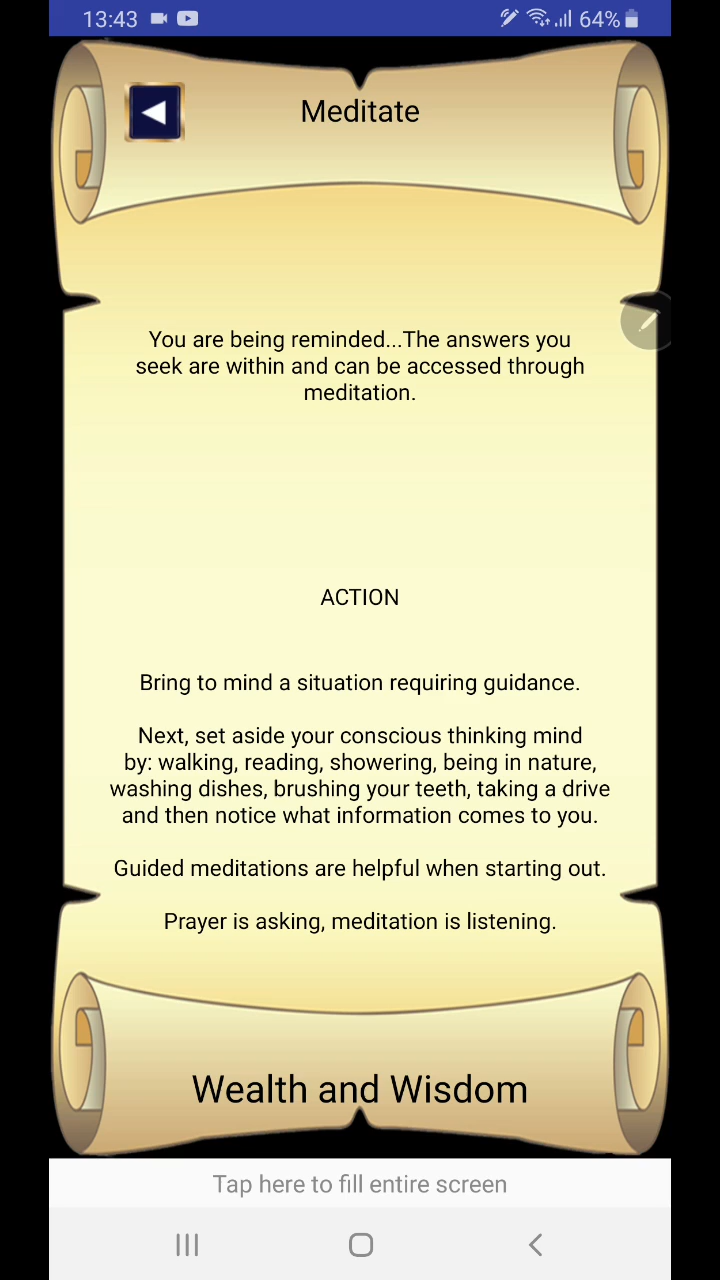 13:43
64%
Meditate
You are being reminded...The answers you
seek are within and can be accessed through
meditation.
ACTION
Bring to mind a situation requiring guidance.
Next, set aside your conscious thinking mind
by: walking, reading, showering, being in nature,
washing dishes, brushing your teeth, taking a drive
and then notice what information comes to you.
Guided meditations are helpful when starting out.
Prayer is asking, meditation is listening.
Wealth and Wisdom
Tap here to fill entire screen